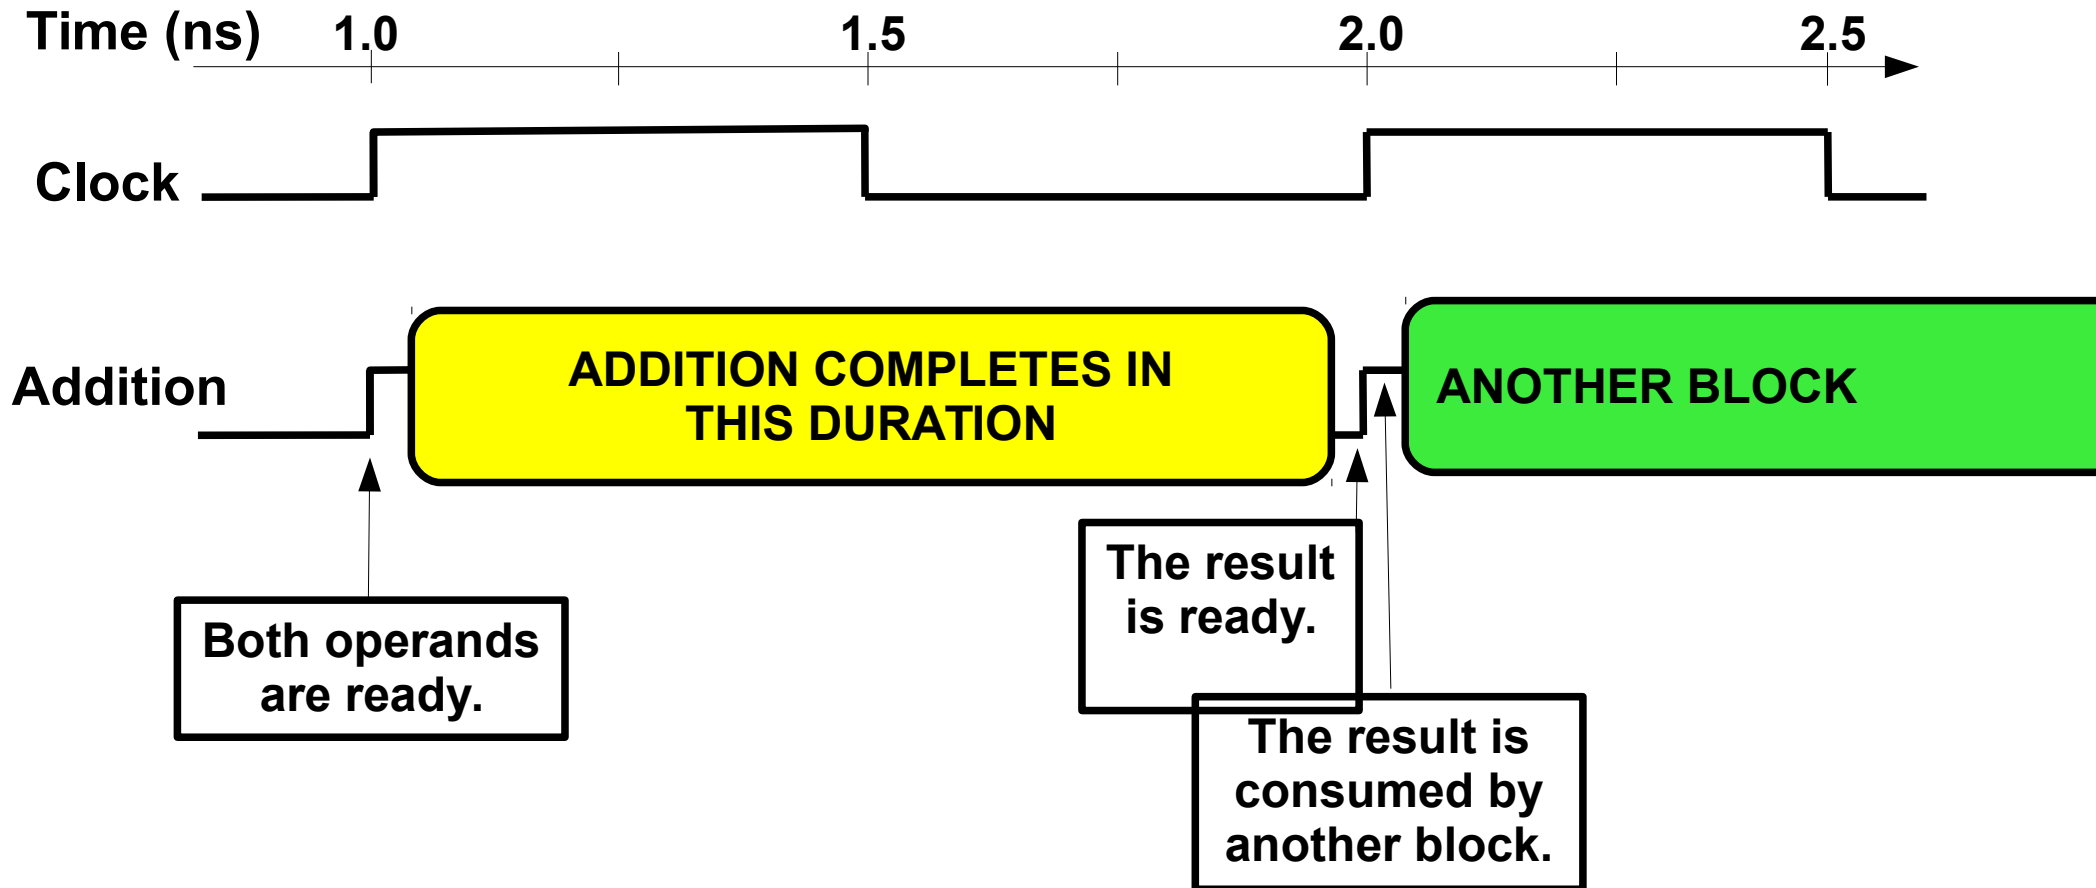 Time (ns) 1.0 1.5 2.0 2.5
Clock
Addition
ADDITION COMPLETES IN
THIS DURATION
ANOTHER BLOCK
Both operands
are ready.
The result
is ready.
The result is
consumed by
another block.